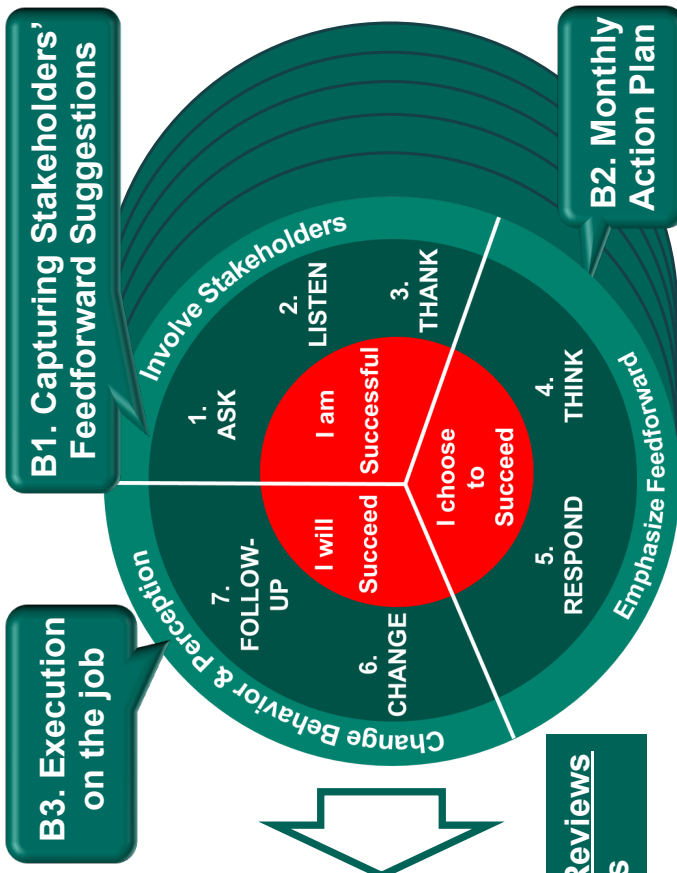 B1. Capturing Stakeholders'
Feedforward Suggestions
B2. Monthly
Action Plan
B3. Execution
on the job
Involve Stakeholders
1.
ASK
2.
LISTEN
3.
THANK
I am
Successful
Emphasize Feedforward
4.
THINK
5.
RESPOND
I choose
to
Succeed
Change Behavior & Perception
6.
CHANGE
7.
FOLLOW-
UP
I will
Succeed
Reviews